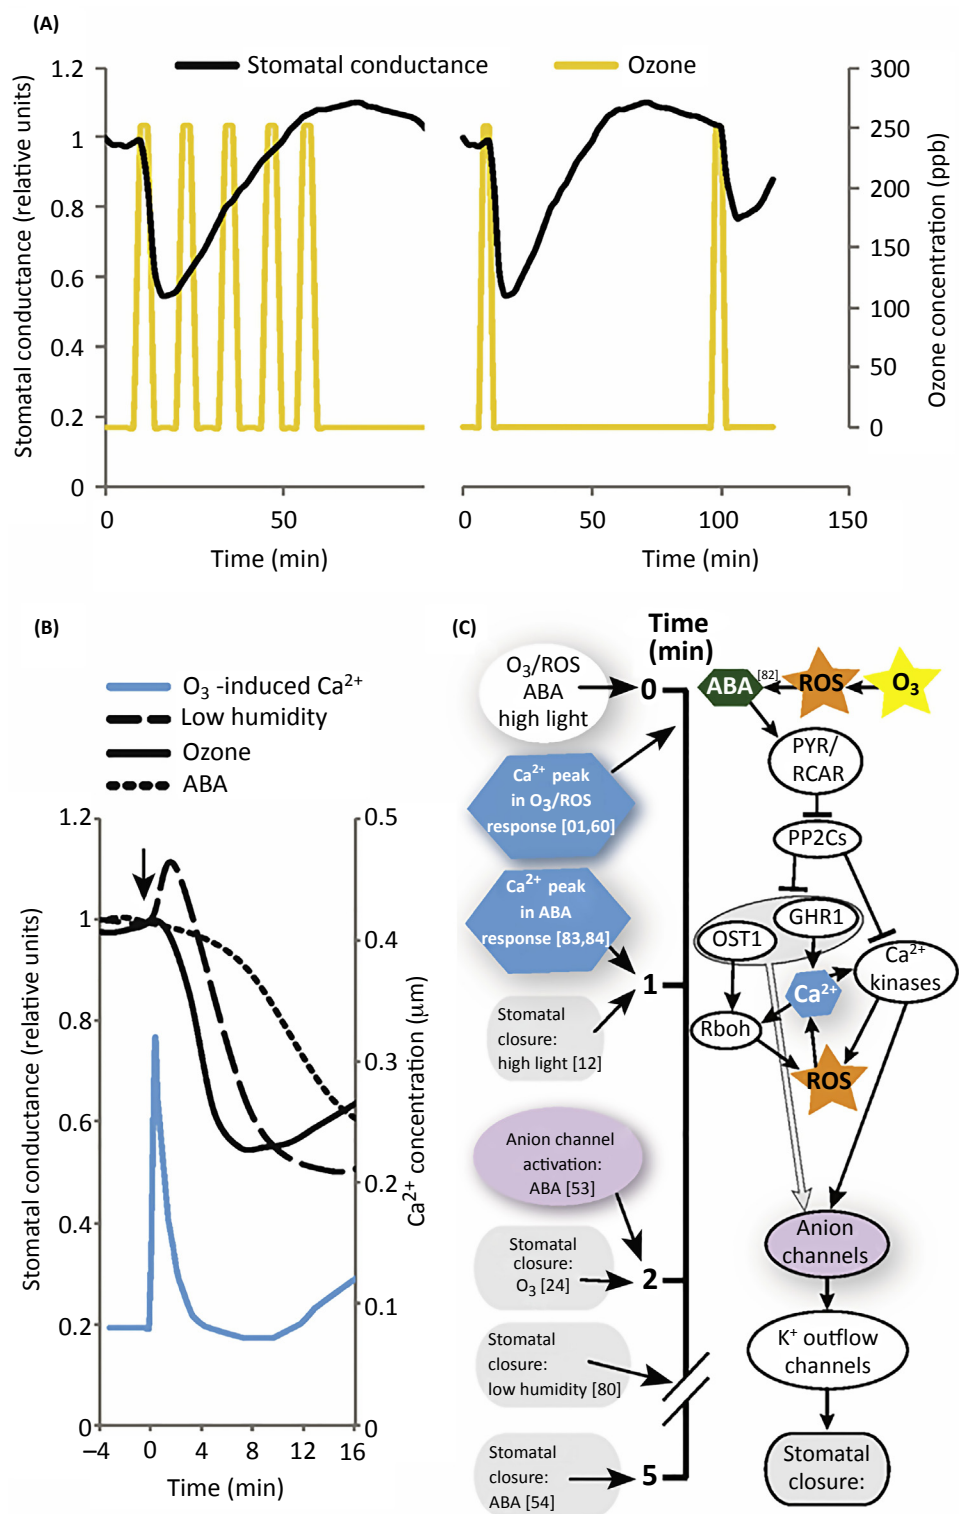 (A)
Stomatal conductance
Ozone
Stomatal conductance (relative units)
1.2
1
0.8
0.6
0.4
0.2
0
300
250
200
150
100
50
0
Ozone concentration (ppb)
0
50
0
50
100
150
Time (min)
Time (min)
(B)
O3 -induced Ca2+
Low humidity
Ozone
ABA
Stomatal conductance (relative units)
1.2
1
0.8
0.6
0.4
0.2
0
0.5
0.4
0.3
0.2
0.1
0
Ca2+ concentration (μm)
−4
0
4
8
12
16
Time (min)
(C)
Time
(min)
O3/ROS
ABA
high light
0
Ca2+ peak
in O3/ROS
response [01,60]
Ca2+ peak
in ABA
response [83,84]
1
Stomatal
closure:
high light [12]
Anion channel
activation:
ABA [53]
Stomatal
closure:
O3 [24]
2
Stomatal
closure:
low humidity [80]
Stomatal
closure:
ABA [54]
5
ABA
[82]
ROS
O3
PYR/
RCAR
PP2Cs
GHR1
OST1
Ca2+
kinases
Ca2+
Rboh
ROS
Anion
channels
K+ outflow
channels
Stomatal
closure: